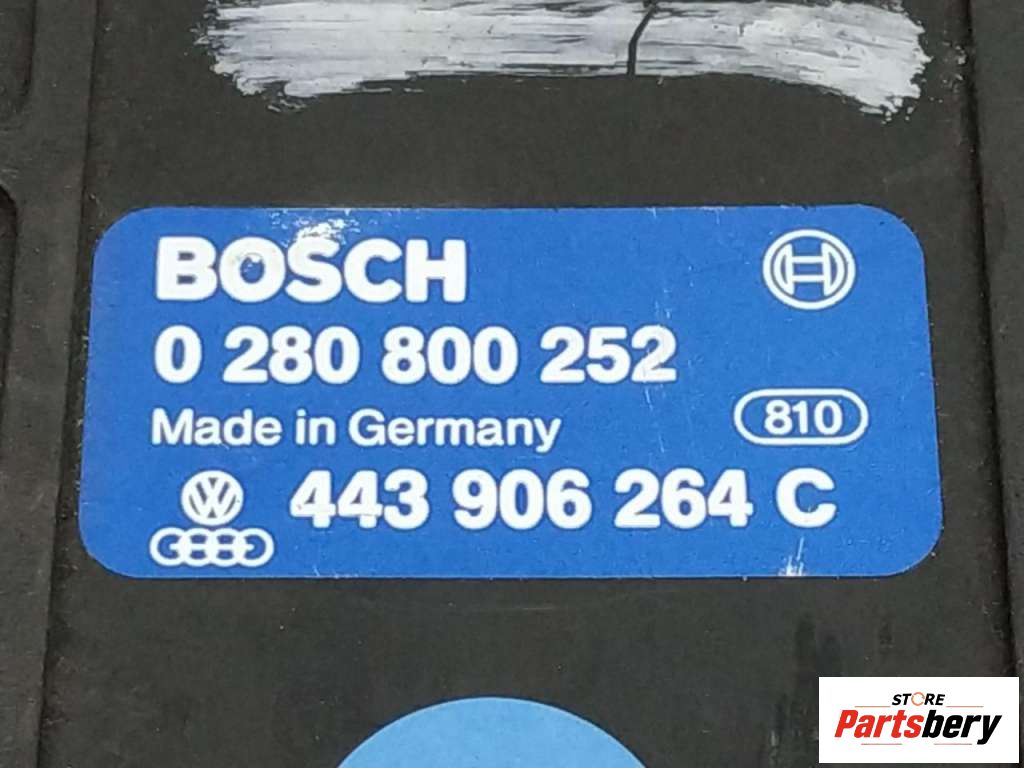 BOSCH
0 280 800 252
Made in Germany
810
443 906 264 C
STORE
Partsbery